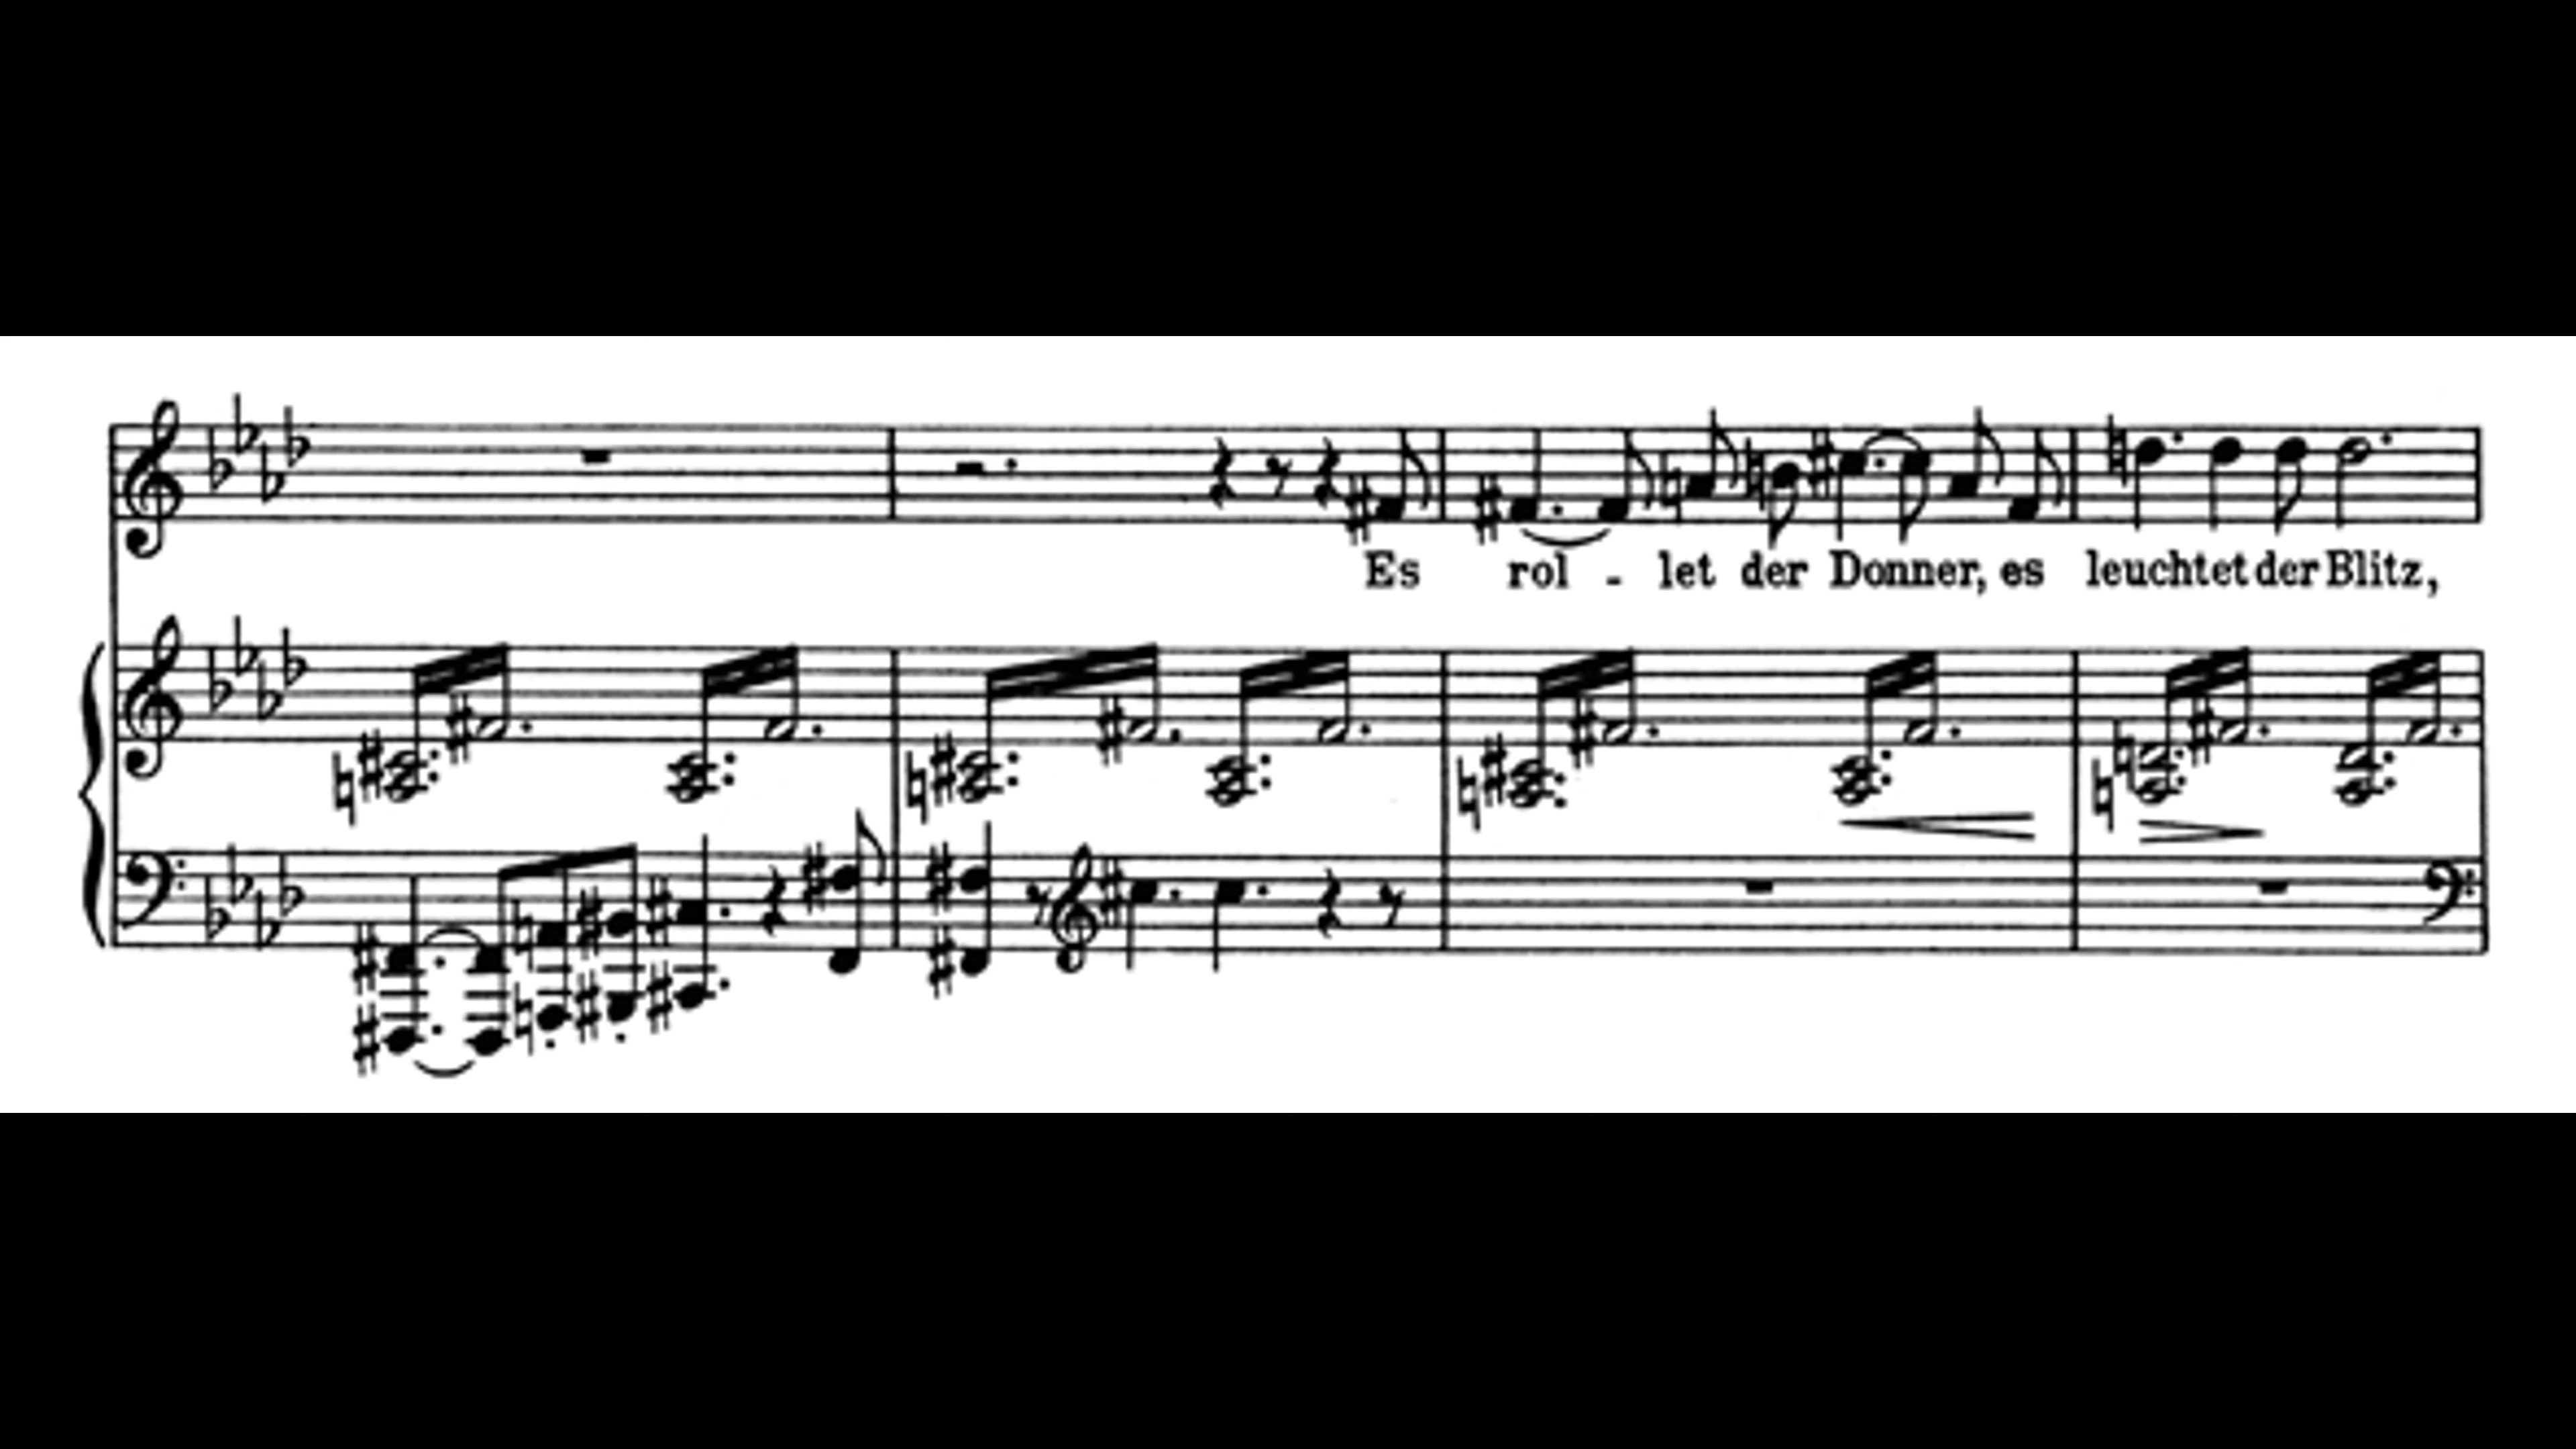 Es rol - let der Donner, es leuchtet der Blitz,